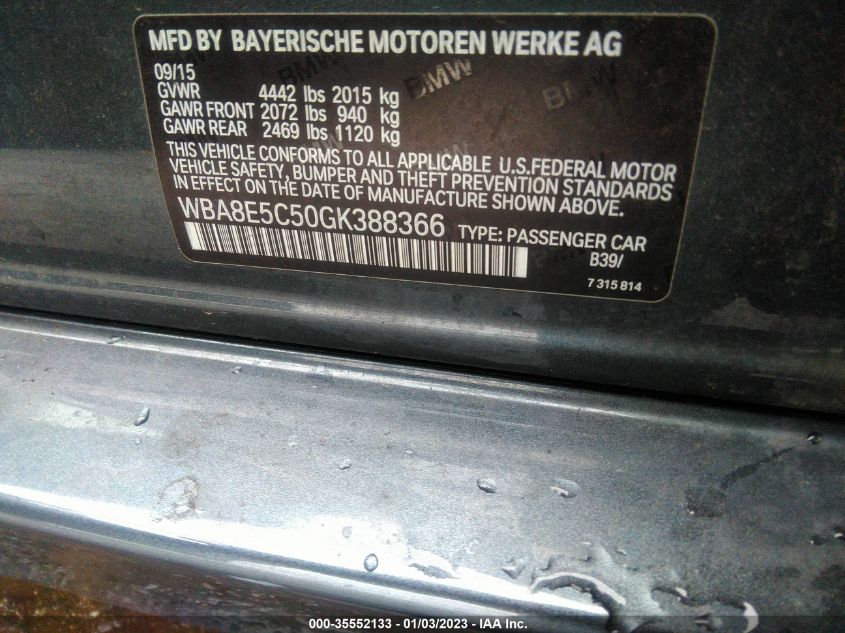 MFD BY BAYERISCHE MOTOREN WERKE AG
09/15
GVWR 4442 lbs 2015 kg
GAWR FRONT 2072 lbs 940 kg
GAWR REAR 2469 lbs 1120 kg
THIS VEHICLE CONFORMS TO ALL APPLICABLE U.S.FEDERAL MOTOR
VEHICLE SAFETY, BUMPER AND THEFT PREVENTION STANDARDS
IN EFFECT ON THE DATE OF MANUFACTURE SHOWN ABOVE.
WBA8E5C50GK388366 TYPE: PASSENGER CAR
B39/
7 315 814
BMW
BMW
000-35552133 - 01/03/2023 - IAA Inc.